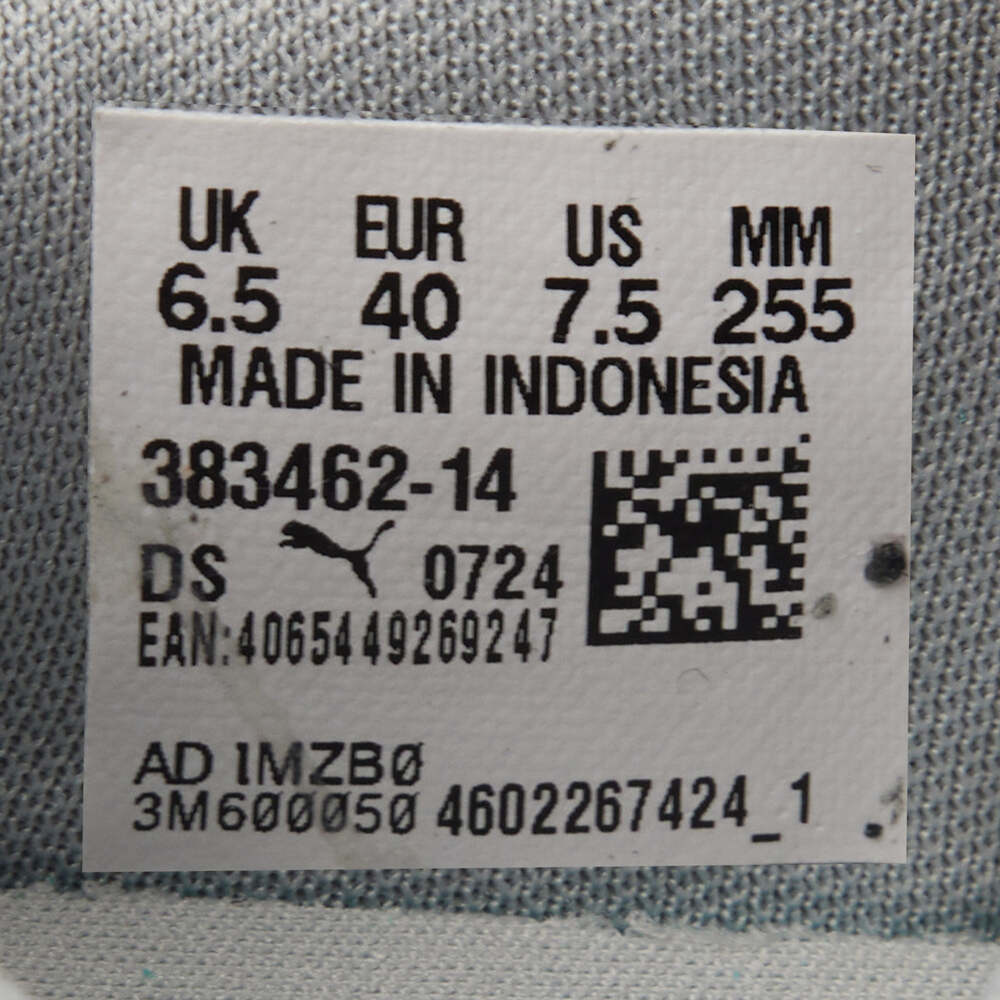 UK EUR US MM
6.5 40 7.5 255
MADE IN INDONESIA
383462-14
DS 0724
EAN:4065449269247
AD 1MZBØ
3M6ØØØ5Ø 4602267424_1